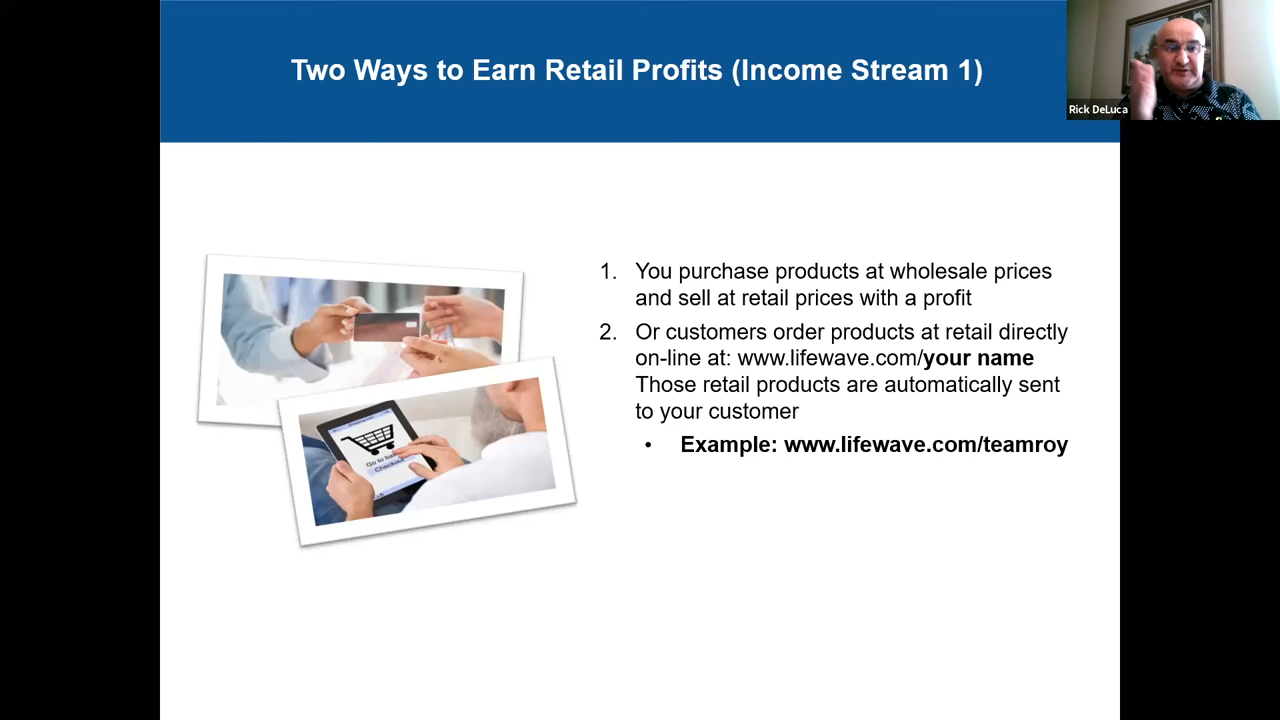 Two Ways to Earn Retail Profits (Income Stream 1)
Rick DeLuca
1. You purchase products at wholesale prices
and sell at retail prices with a profit
2. Or customers order products at retail directly
on-line at: www.lifewave.com/your name
Those retail products are automatically sent
to your customer
• Example: www.lifewave.com/teamroy
Checkout